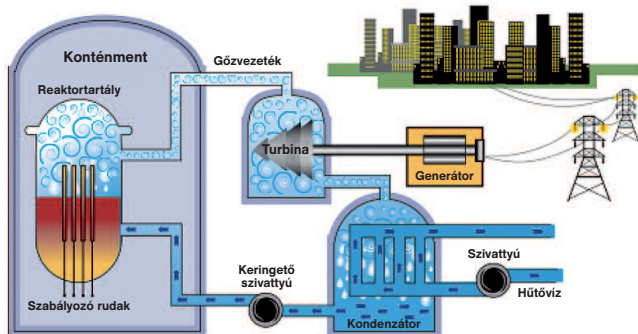 Konténment
Gőzvezeték
Reaktortartály
Turbina
Generátor
Keringető
szivattyú
Szivattyú
Hűtővíz
Szabályozó rudak
Kondenzátor